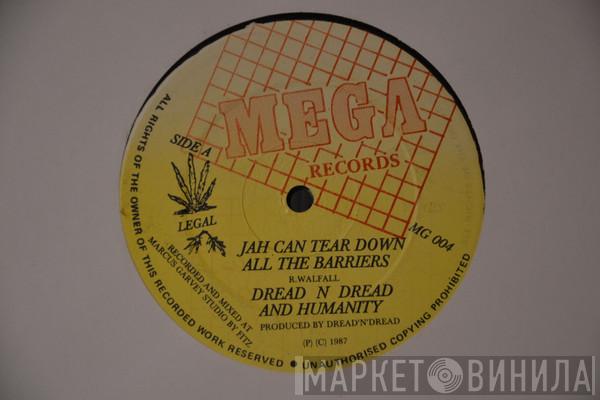 MEGA
RECORDS
SIDE A
LEGAL
MG 004
JAH CAN TEAR DOWN
ALL THE BARRIERS
R.WALFALL
DREAD N DREAD
AND HUMANITY
PRODUCED BY DREAD'N'DREAD
(P) (C) 1987
RECORDED AND MIXED AT
MARCUS GARVEY STUDIO BY FITZ
ALL RIGHTS OF THE OWNER OF THIS RECORDED WORK RESERVED • UNAUTHORISED COPYING PROHIBITED
МАРКЕТ ВИНИЛА